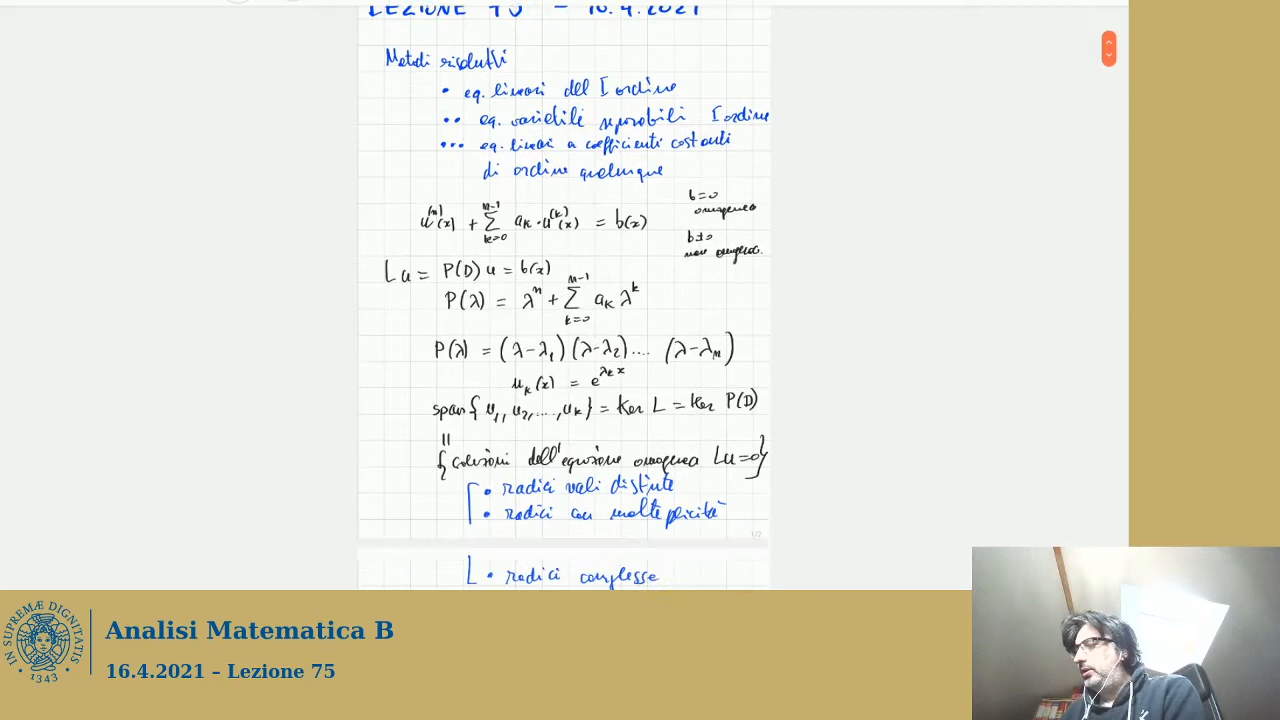 LEZIONE 75 - 16.4.2021
Metodi risolutivi
• eq. lineari del I ordine
•• eq. variabili separabili I ordine
••• eq. lineari a coefficienti costanti
di ordine qualunque
b=0
omogenea
u^(n)(x) + ∑_{k=0}^{n-1} a_k · u^(k)(x) = b(x)
b≠0
non omogenea.
Lu = P(D) u = b(x)
P(λ) = λ^n + ∑_{k=0}^{n-1} a_k λ^k
P(λ) = (λ-λ_1) (λ-λ_2) .... (λ-λ_n)
u_k(x) = e^{λ_k x}
span{u_1, u_2, ..., u_k} = Ker L = Ker P(D)
||
{soluzioni dell'equazione omogenea Lu=0}
• radici reali distinte
• radici con molteplicità
1/7
• radici complesse
IN SUPREMÆ DIGNITATIS
1343
Analisi Matematica B
16.4.2021 – Lezione 75